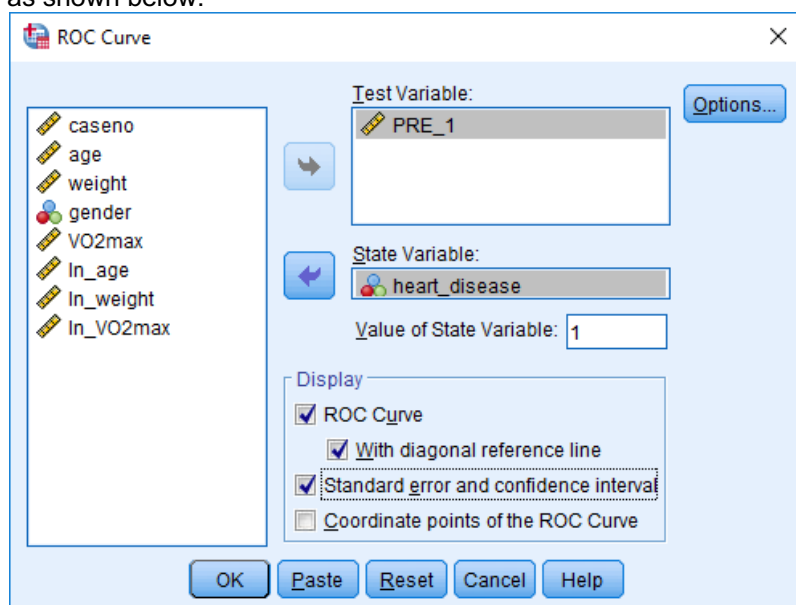 as shown below:
ROC Curve
Test Variable:
Options...
caseno
age
weight
gender
VO2max
ln_age
ln_weight
ln_VO2max
PRE_1
State Variable:
heart_disease
Value of State Variable: 1
Display
ROC Curve
With diagonal reference line
Standard error and confidence interval
Coordinate points of the ROC Curve
OK Paste Reset Cancel Help